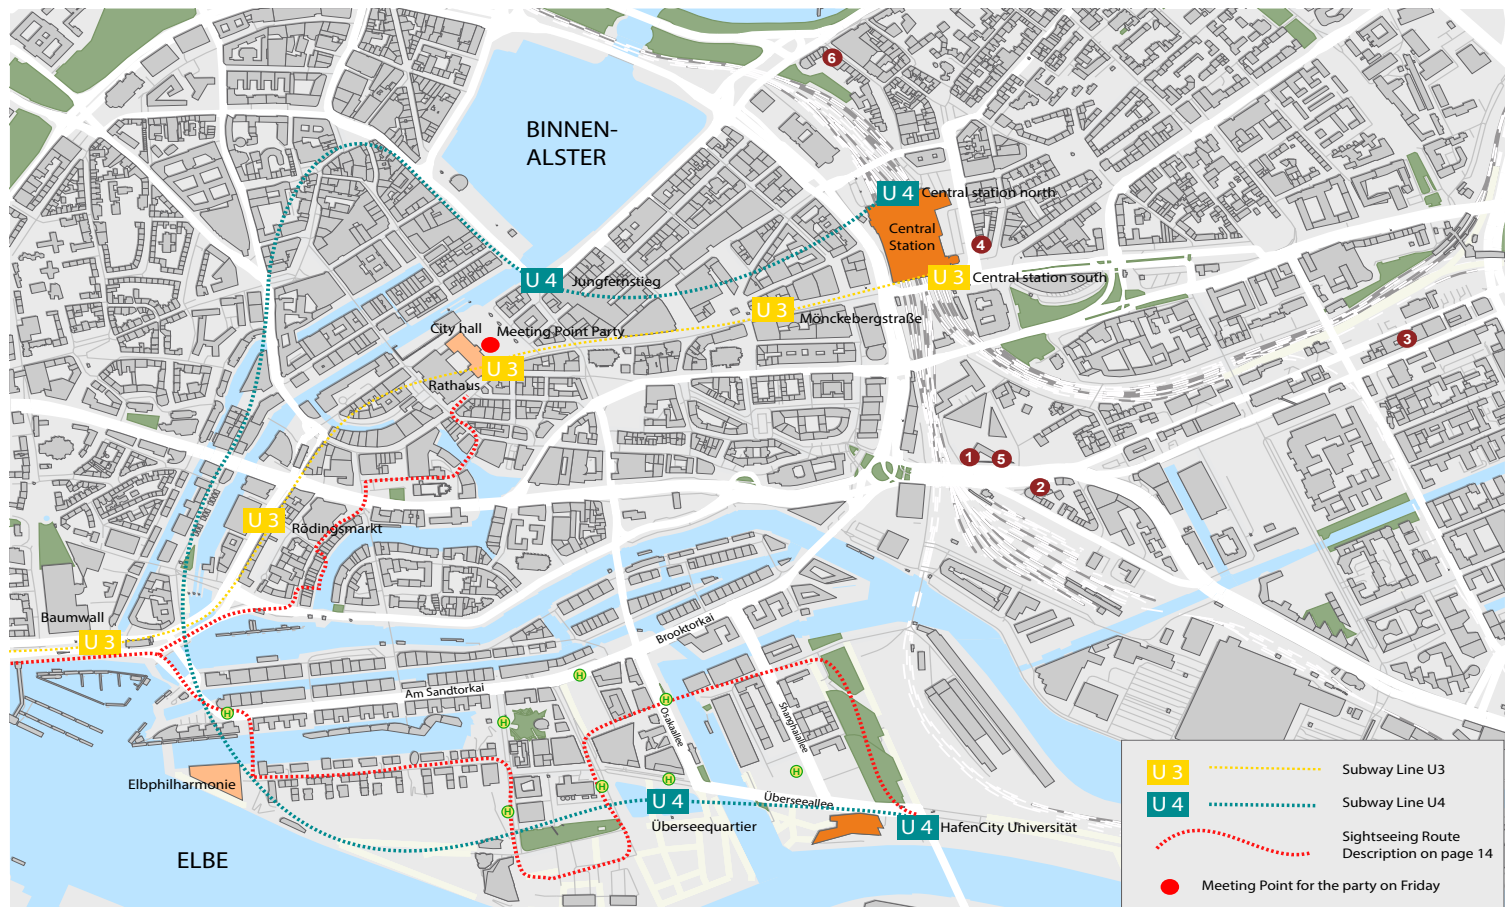 6
BINNEN-
ALSTER
U 4 Central station north
Central
Station
4
U 4 Jungfernstieg
U 3 Central station south
U 3
Mönckebergstraße
City hall
Meeting Point Party
3
U 3
Rathaus
1
5
2
U 3
Rödingsmarkt
Baumwall
U 3
Brooktorkai
H
Am Sandtorkai
H
H
H
Osakaallee
Shanghaiallee
H
H
H
Elbphilharmonie
H
U 4
Überseeallee
Überseequartier
U 4 HafenCity Universität
ELBE
U 3 Subway Line U3
U 4 Subway Line U4
Sightseeing Route
Description on page 14
Meeting Point for the party on Friday